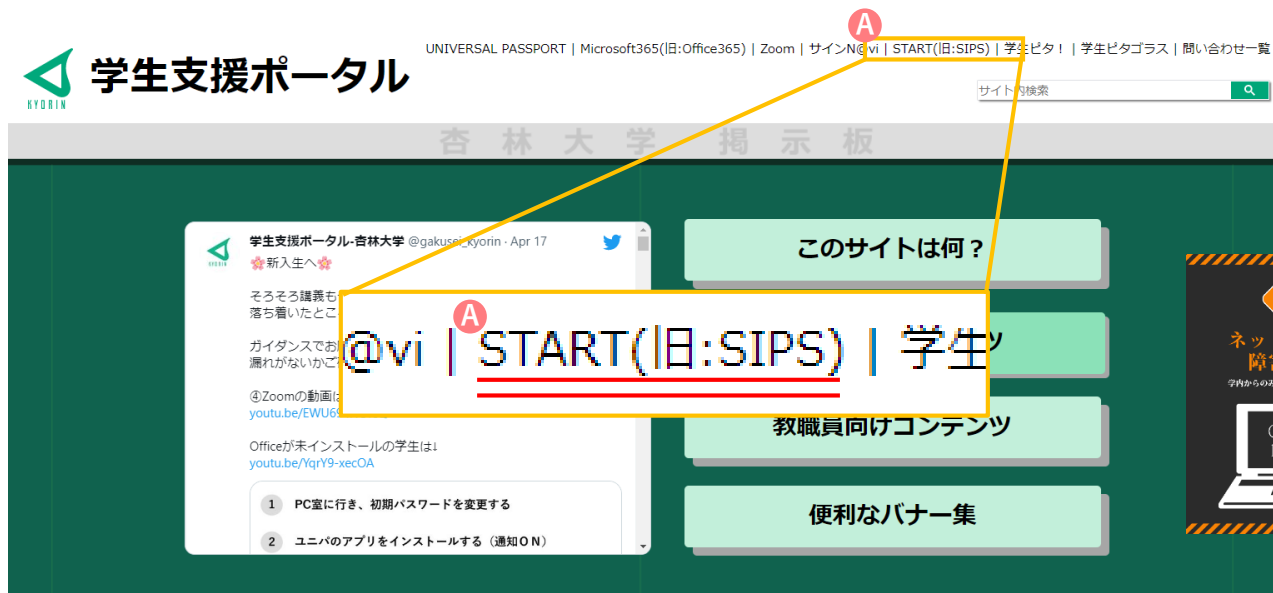 A
UNIVERSAL PASSPORT | Microsoft365(旧:Office365) | Zoom | サインN@vi | START(旧:SIPS) | 学生ピタ！ | 学生ピタゴラス | 問い合わせ一覧
KYORIN
学生支援ポータル
サイト内検索
杏林大学 掲示板
学生支援ポータル-杏林大学 @gakusei_kyorin · Apr 17
🌸新入生へ🌸
そろそろ講義も
落ち着いたとこ
ガイダンスでお
漏れがないかご
④Zoomの動画は
youtu.be/EWU69
Officeが未インストールの学生は↓
youtu.be/YqrY9-xecOA
1 PC室に行き、初期パスワードを変更する
2 ユニパのアプリをインストールする（通知ＯＮ）
A
@vi | START(旧:SIPS) | 学生
このサイトは何？
ツ
教職員向けコンテンツ
便利なバナー集
ネッ
障
学内からのみ